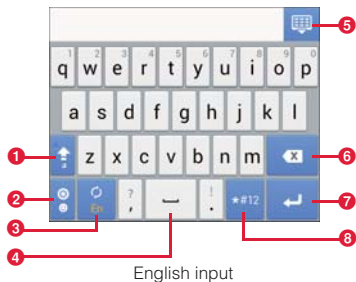 1 2 3 4 5 6 7 8 9 0
q w e r t y u i o p
a s d f g h j k l
a z x c v b n m
En ? , ! . *#12
1 2 3 4 5 6 7 8
English input